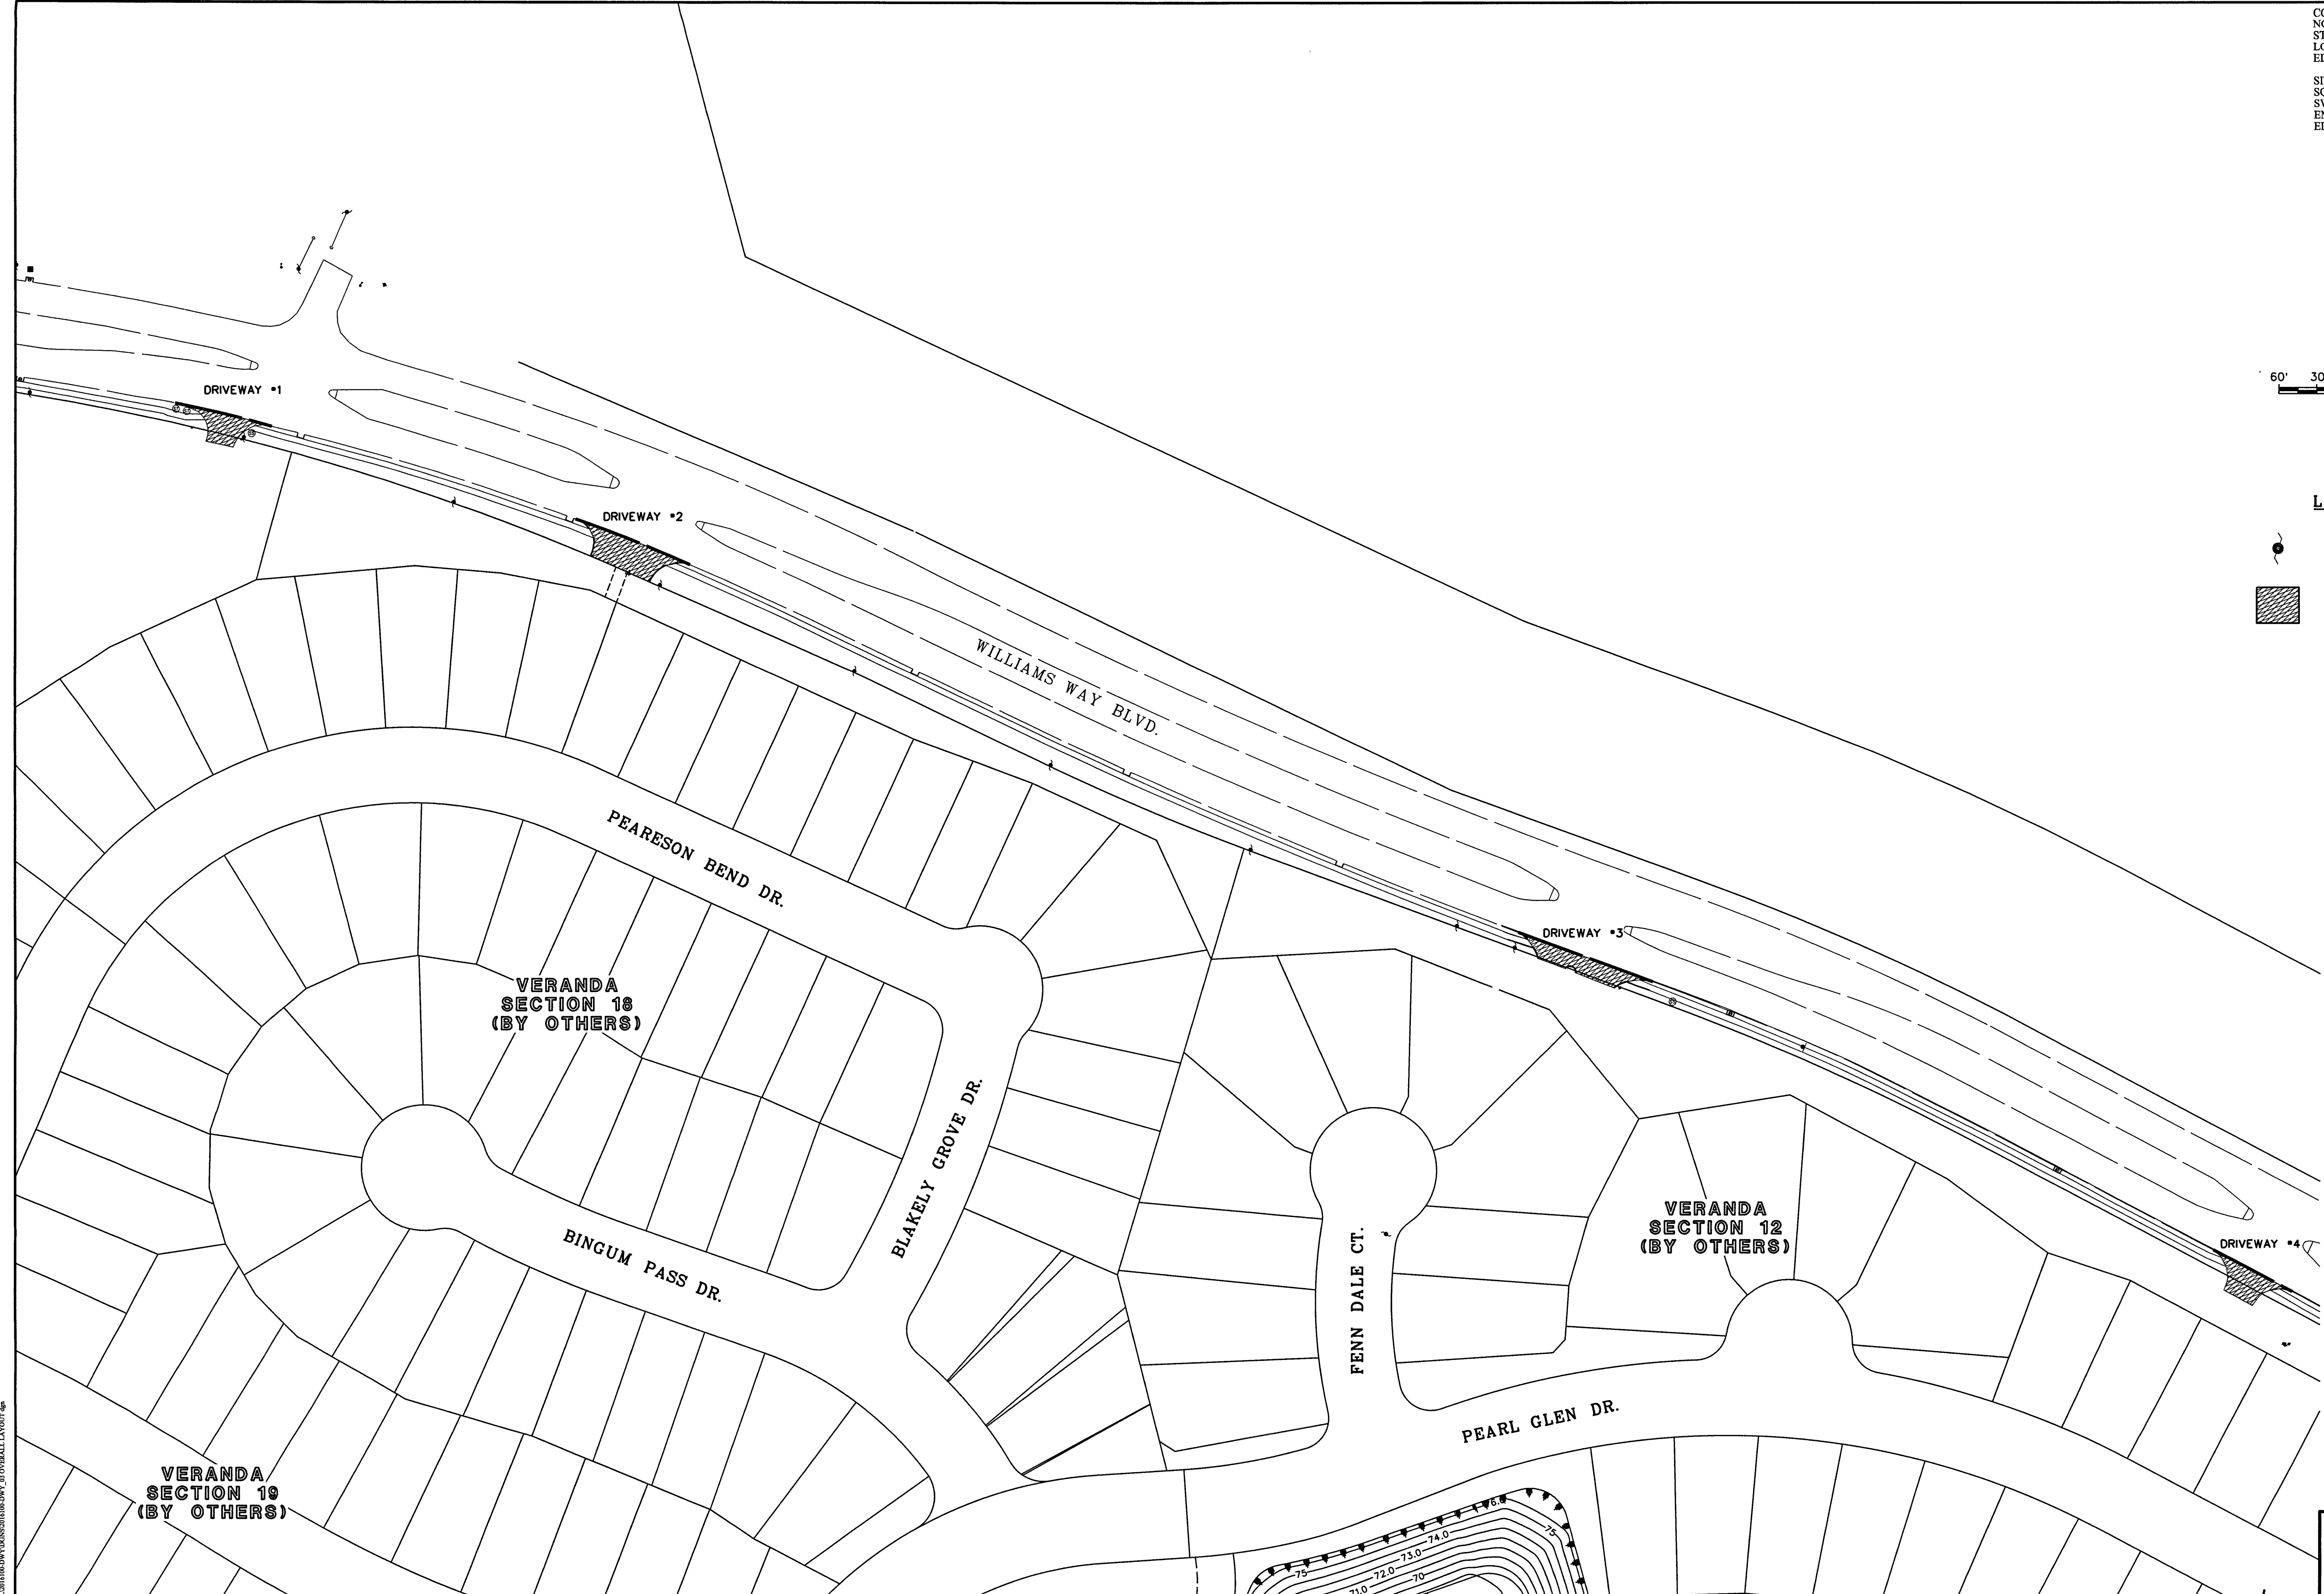 60'
DRIVEWAY #1
DRIVEWAY #2
WILLIAMS WAY BLVD.
PEARESON BEND DR.
DRIVEWAY #3
VERANDA
SECTION 18
(BY OTHERS)
BLAKELY GROVE DR.
VERANDA
SECTION 12
(BY OTHERS)
DRIVEWAY #4
BINGUM PASS DR.
FENN DALE CT.
PEARL GLEN DR.
VERANDA
SECTION 19
(BY OTHERS)
75
74.0
73.0
75
72.0
70
71.0